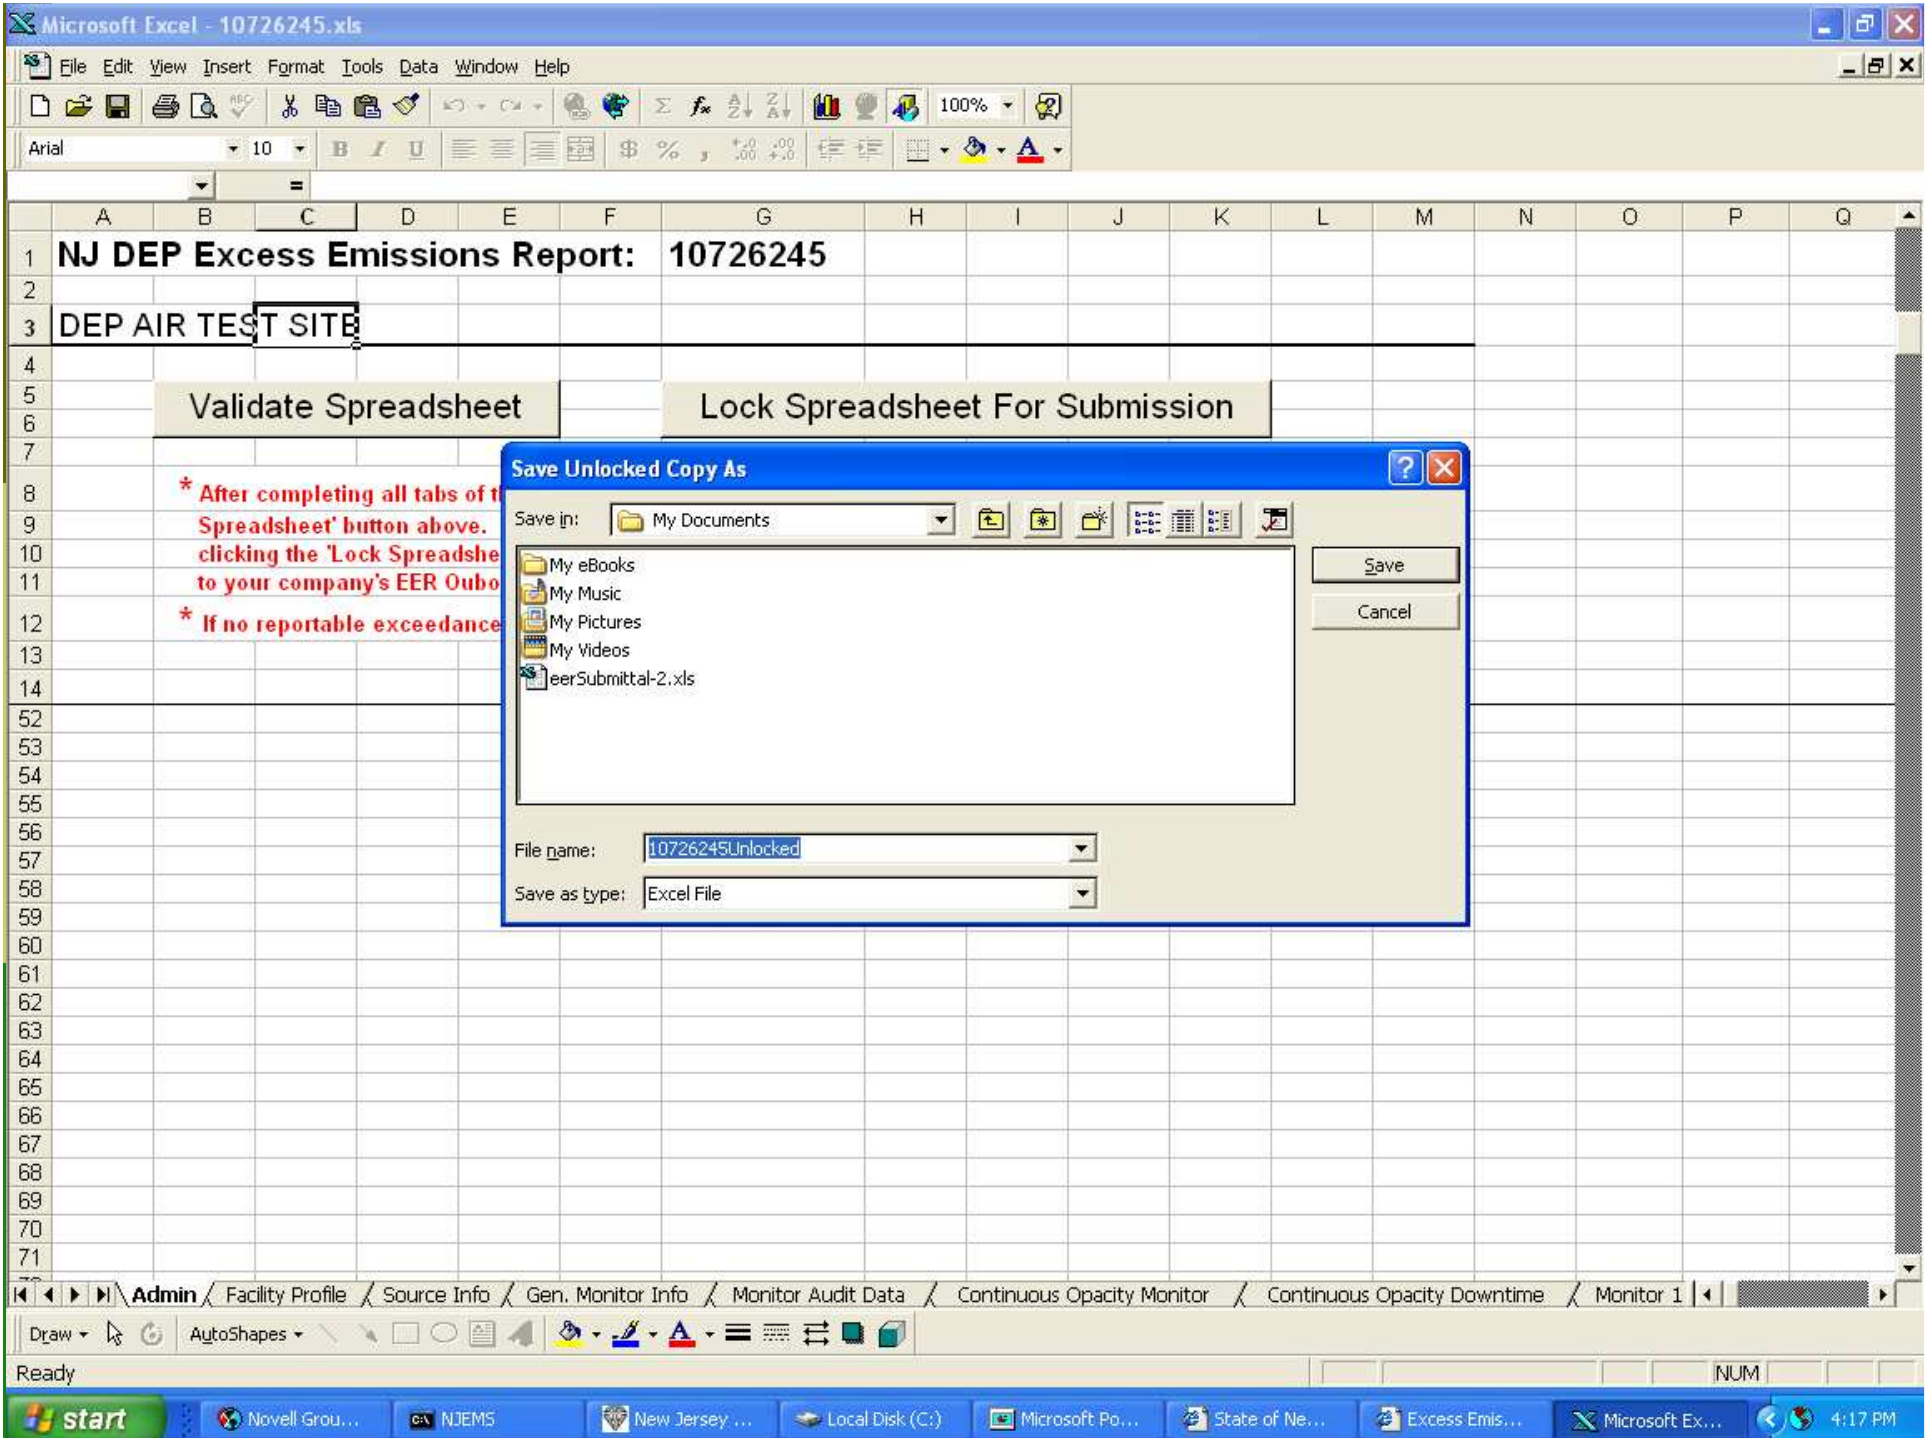 Microsoft Excel - 10726245.xls
File Edit View Insert Format Tools Data Window Help
100%
Arial 10 B I U $ % ,
=
A B C D E F G H I J K L M N O P Q
1 NJ DEP Excess Emissions Report: 10726245
2
3 DEP AIR TEST SITE
4
5
6
Validate Spreadsheet Lock Spreadsheet For Submission
7
Save Unlocked Copy As
8 * After completing all tabs of t
Save in: My Documents
9 Spreadsheet' button above.
10 clicking the 'Lock Spreadshe
11 to your company's EER Oubo
12 * If no reportable exceedance
13
14
My eBooks
My Music
My Pictures
My Videos
eerSubmittal-2.xls
Save
Cancel
File name: 10726245Unlocked
Save as type: Excel File
52
53
54
55
56
57
58
59
60
61
62
63
64
65
66
67
68
69
70
71
Admin Facility Profile Source Info Gen. Monitor Info Monitor Audit Data Continuous Opacity Monitor Continuous Opacity Downtime Monitor 1
Draw AutoShapes A
Ready NUM
start Novell Grou... NJEMS New Jersey ... Local Disk (C:) Microsoft Po... State of Ne... Excess Emis... Microsoft Ex... 4:17 PM